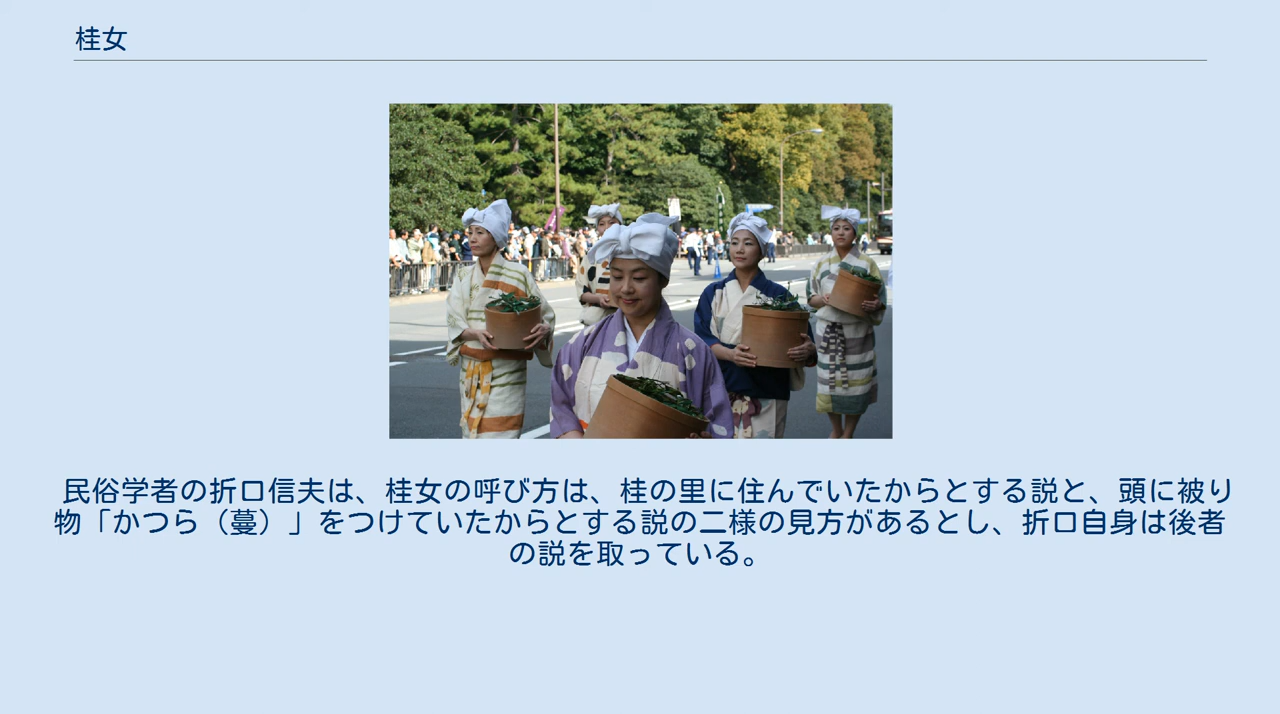 桂女
民俗学者の折口信夫は、桂女の呼び方は、桂の里に住んでいたからとする説と、頭に被り
物「かつら（蔓）」をつけていたからとする説の二様の見方があるとし、折口自身は後者
の説を取っている。